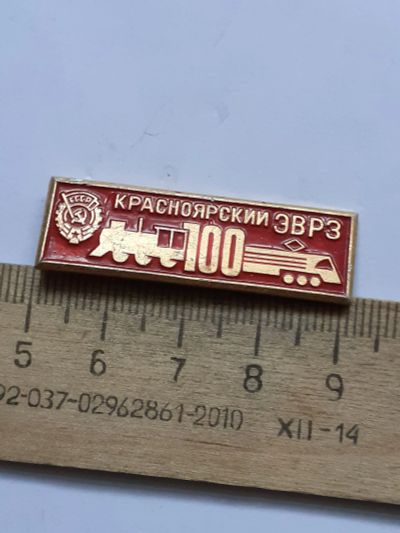 СССР
КРАСНОЯРСКИЙ ЭВРЗ
100
5 6 7 8 9
92-037-02962861-2010 XII-14